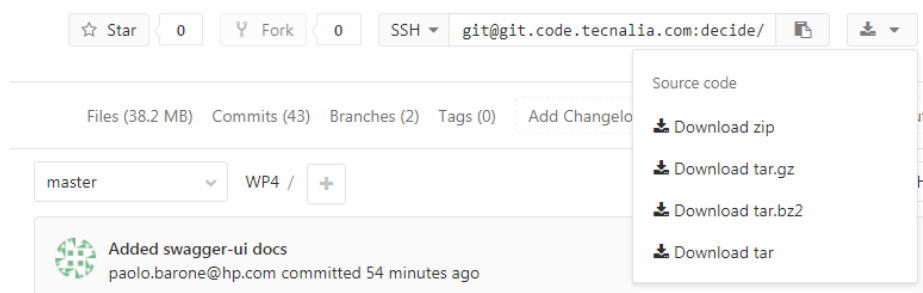 Star 0 Fork 0 SSH git@git.code.tecnalia.com:decide/
Source code
Files (38.2 MB) Commits (43) Branches (2) Tags (0) Add Changelo
Download zip
Download tar.gz
master WP4 / +
Download tar.bz2
Added swagger-ui docs
Download tar
paolo.barone@hp.com committed 54 minutes ago